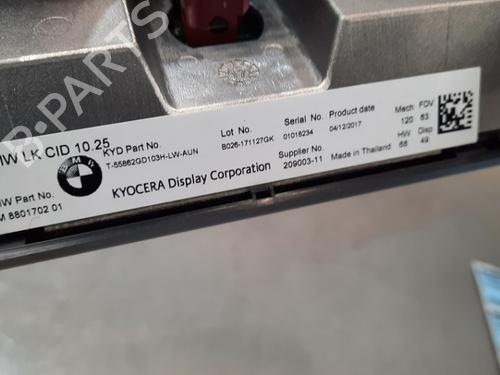 LK CID 10.25
KYD Part No.
T-55862GD103H-LW-AUN
Lot No.
B026-171127GK
Serial No.
01018234
Product date
04/12/2017
Mech FDV
120 63
HW Disp
68 49
BMW
Part No.
8801702 01
KYOCERA Display Corporation
Supplier No.
209003-11
Made in Thailand
B-PARTS